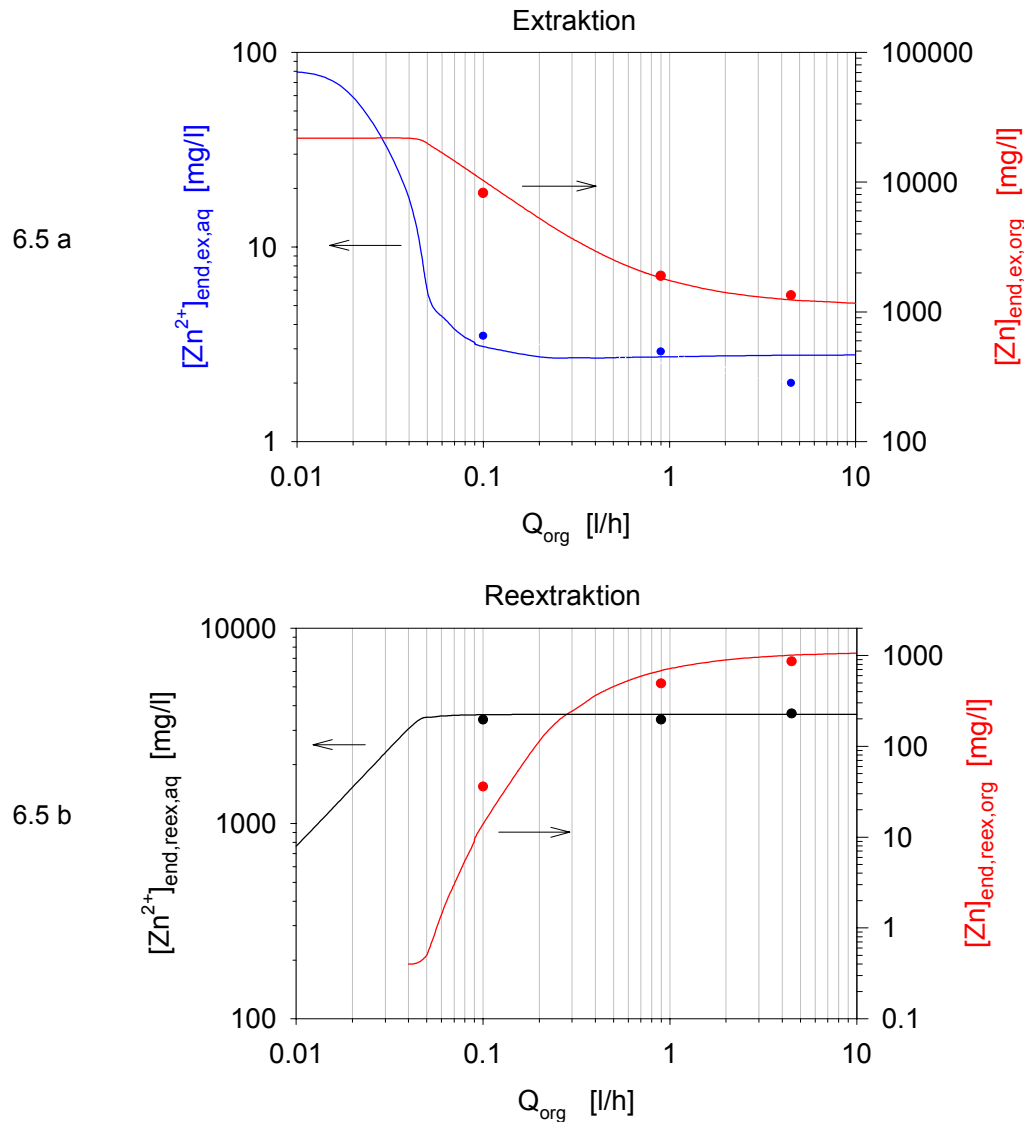 Extraktion
100
10
1
[Zn²⁺]end,ex,aq [mg/l]
100000
10000
1000
100
[Zn]end,ex,org [mg/l]
6.5 a
0.01 0.1 1 10
Qorg [l/h]
Reextraktion
10000
1000
100
[Zn²⁺]end,reex,aq [mg/l]
1000
100
10
1
0.1
[Zn]end,reex,org [mg/l]
6.5 b
0.01 0.1 1 10
Qorg [l/h]